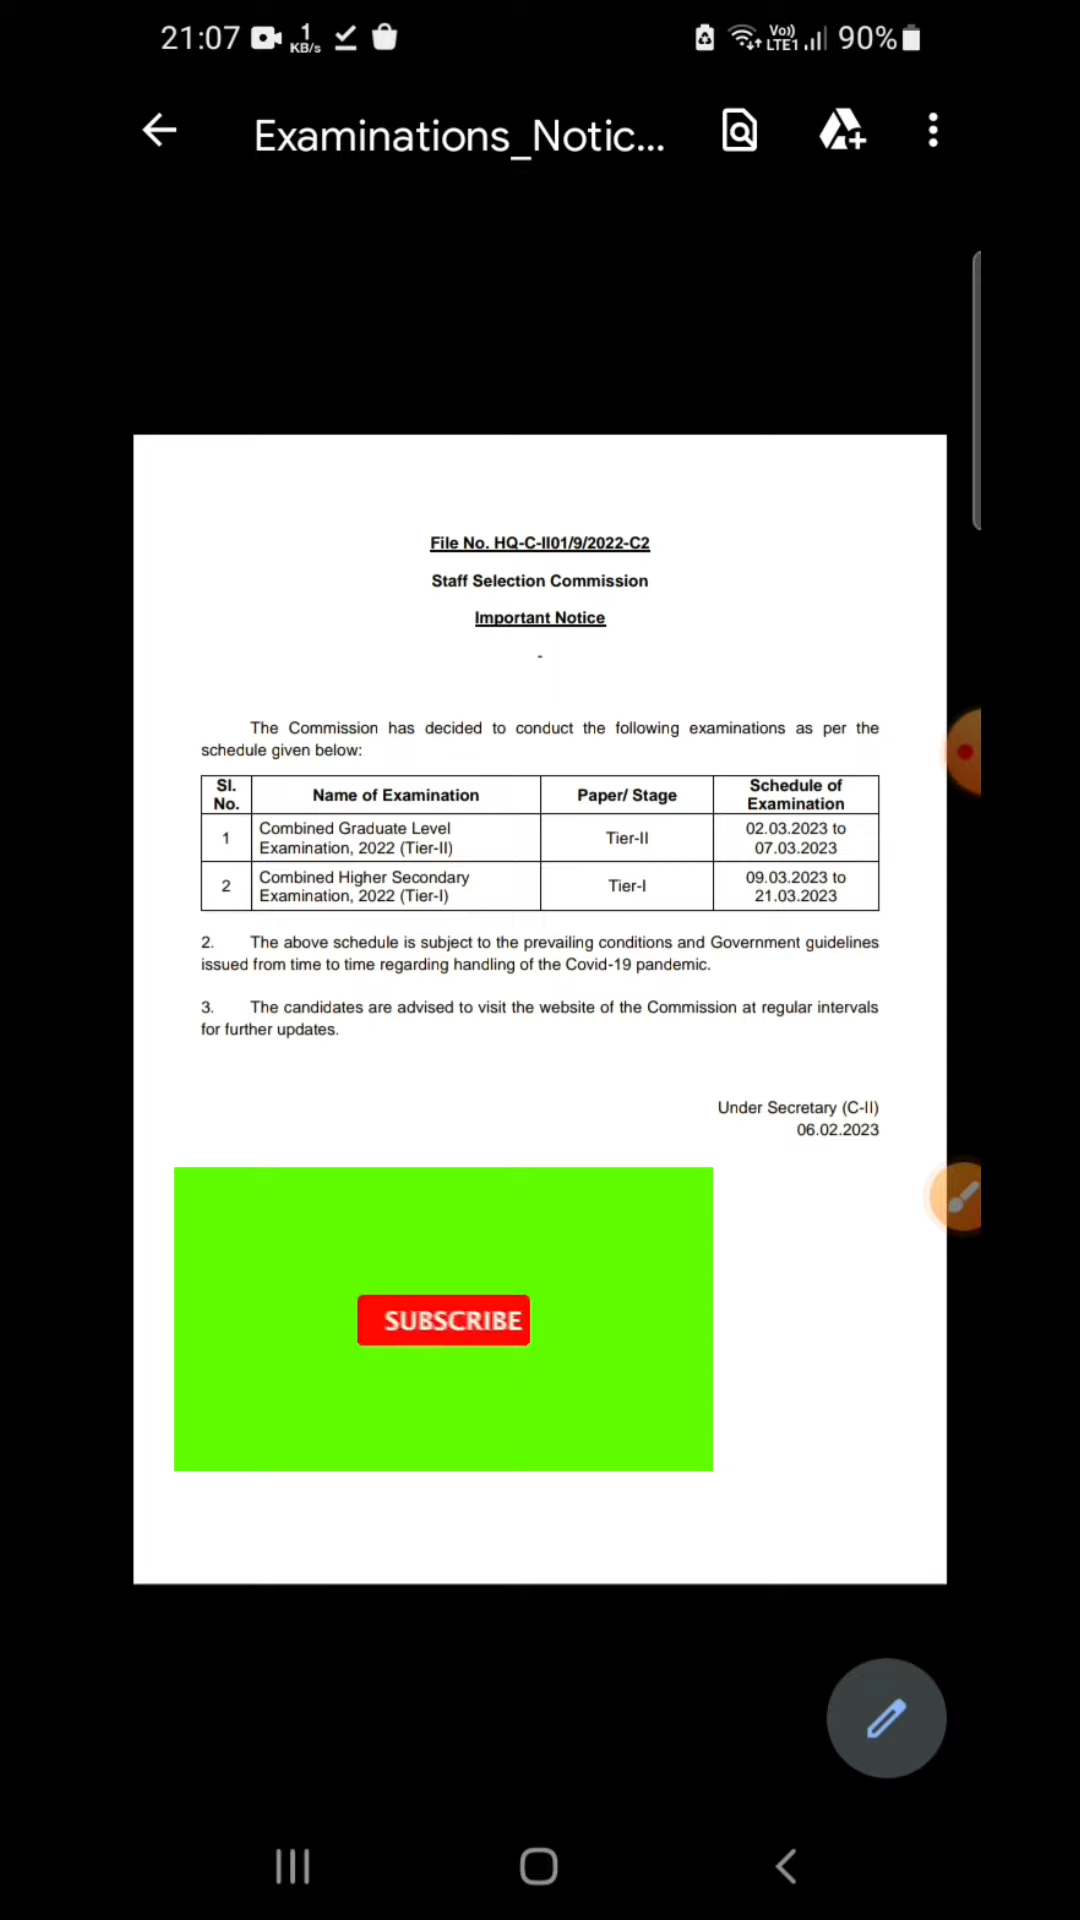 21:07 1 KB/s Vo)) LTE1 90%
Examinations_Notic...
File No. HQ-C-II01/9/2022-C2
Staff Selection Commission
Important Notice
-
The Commission has decided to conduct the following examinations as per the
schedule given below:
Sl. No. Name of Examination Paper/ Stage Schedule of Examination
1 Combined Graduate Level Examination, 2022 (Tier-II) Tier-II 02.03.2023 to 07.03.2023
2 Combined Higher Secondary Examination, 2022 (Tier-I) Tier-I 09.03.2023 to 21.03.2023
2. The above schedule is subject to the prevailing conditions and Government guidelines
issued from time to time regarding handling of the Covid-19 pandemic.
3. The candidates are advised to visit the website of the Commission at regular intervals
for further updates.
Under Secretary (C-II)
06.02.2023
SUBSCRIBE